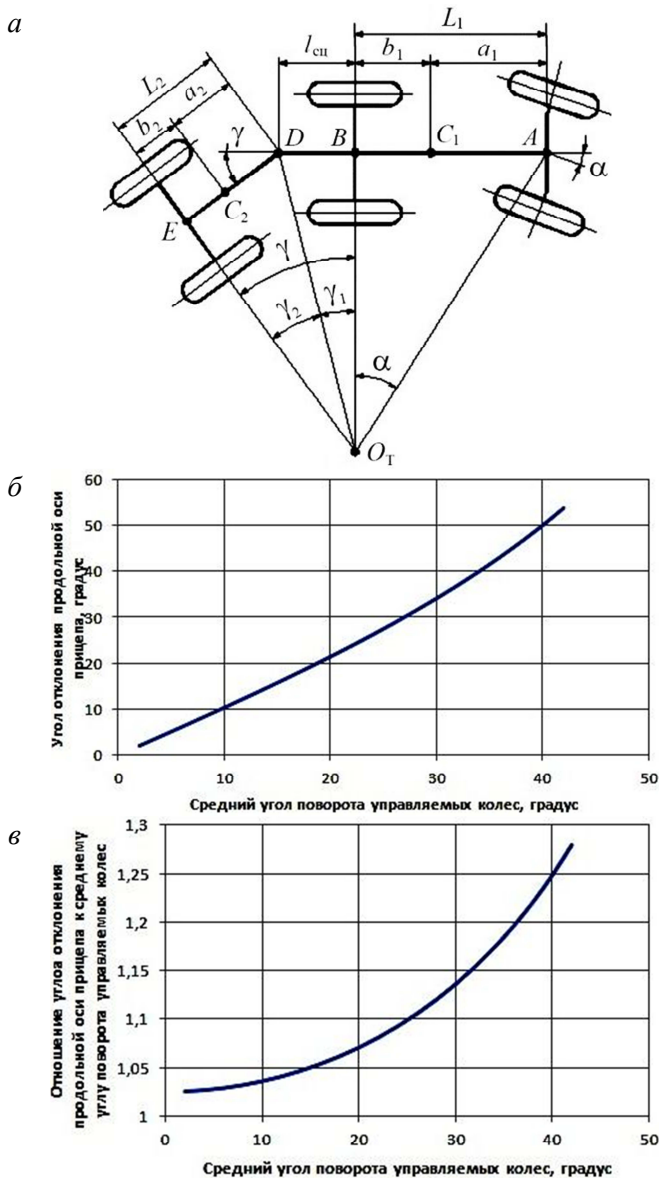 а
L₁
lсц
b₁
a₁
L₂
a₂
b₂
γ
D
B
C₁
A
α
C₂
E
γ
γ₂
γ₁
α
Oт
б
Угол отклонения продольной оси
прицепа, градус
60
50
40
30
20
10
0
0 10 20 30 40 50
Средний угол поворота управляемых колес, градус
в
Отношение углоа отклонения
продольной оси прицепа к среднему
углу поворота управляемых колес
1,3
1,25
1,2
1,15
1,1
1,05
1
0 10 20 30 40 50
Средний угол поворота управляемых колес, градус